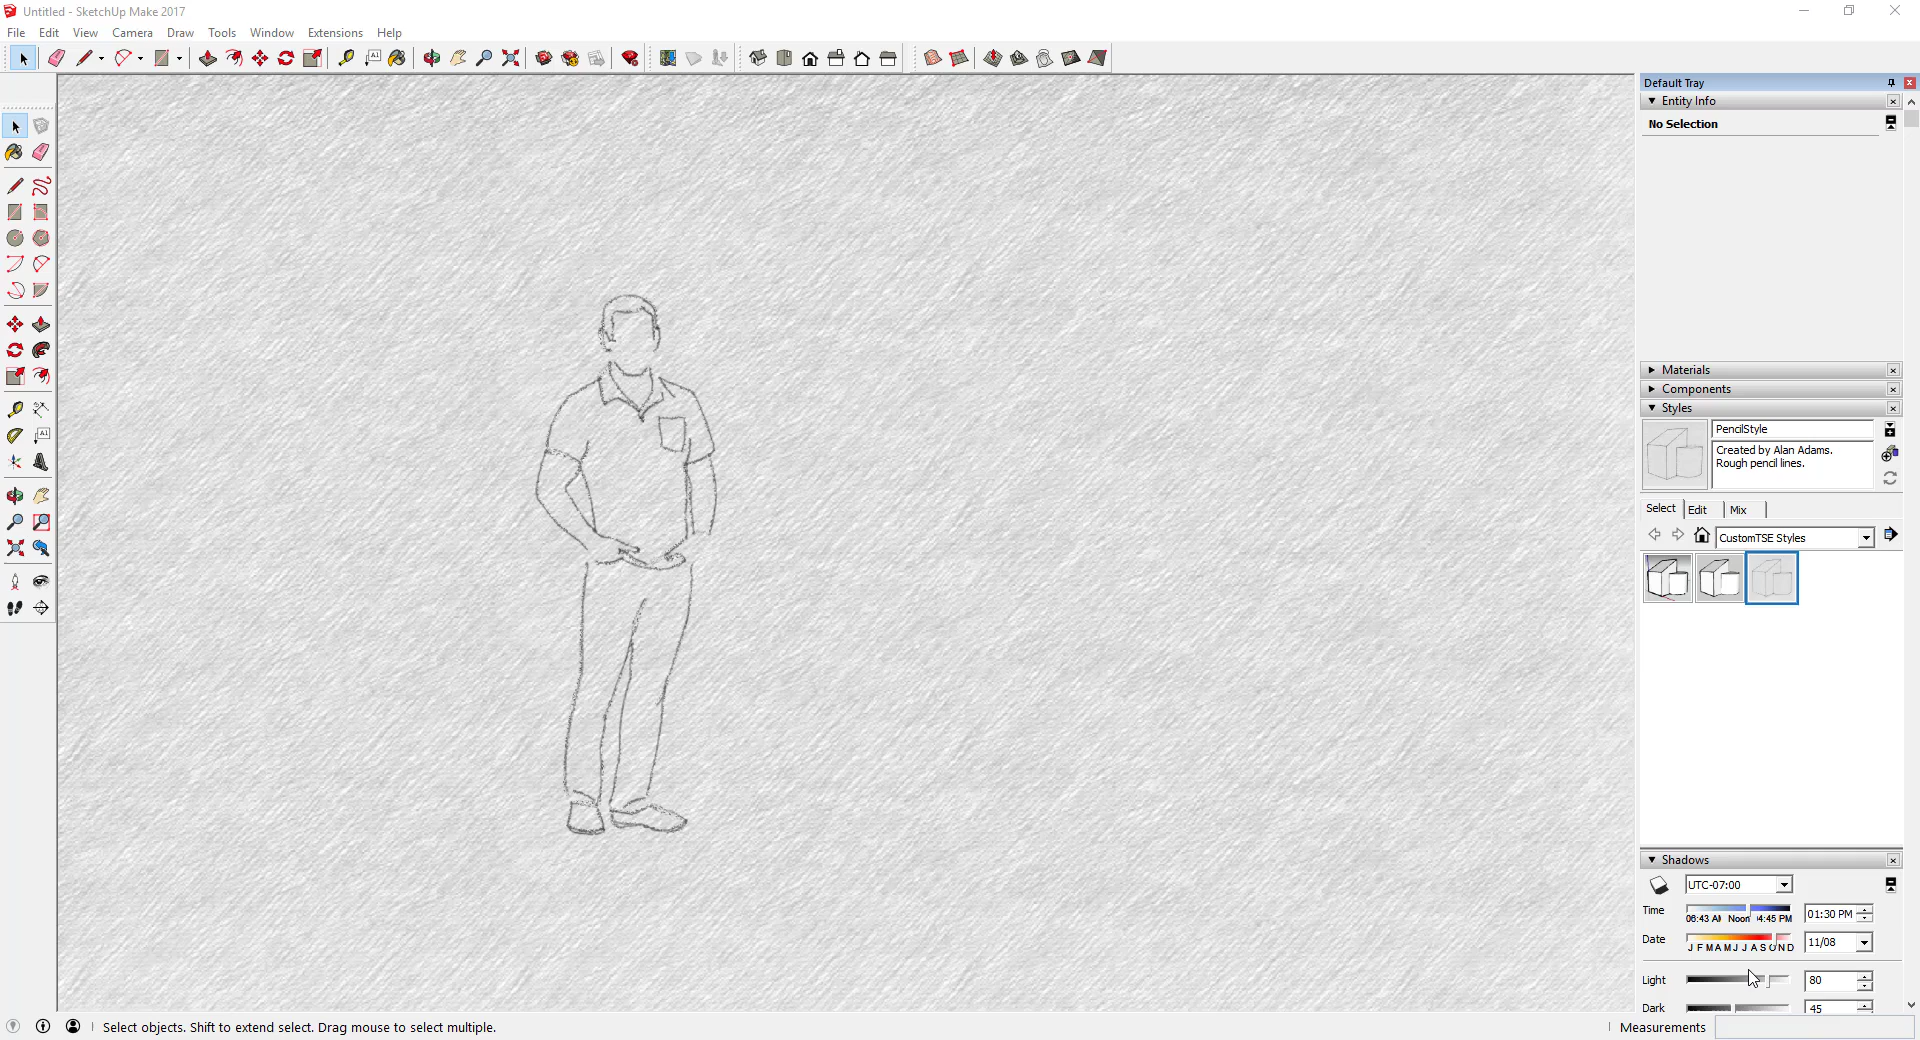 Untitled - SketchUp Make 2017
File Edit View Camera Draw Tools Window Extensions Help
A1
Default Tray
Entity Info
No Selection
A1
Materials
Components
Styles
PencilStyle
Created by Alan Adams.
Rough pencil lines.
Select Edit Mix
CustomTSE Styles
Shadows
UTC-07:00
Time 06:43 AM Noon 04:45 PM 01:30 PM
Date J F M A M J J A S O N D 11/08
Light 80
Dark 45
Select objects. Shift to extend select. Drag mouse to select multiple.
Measurements